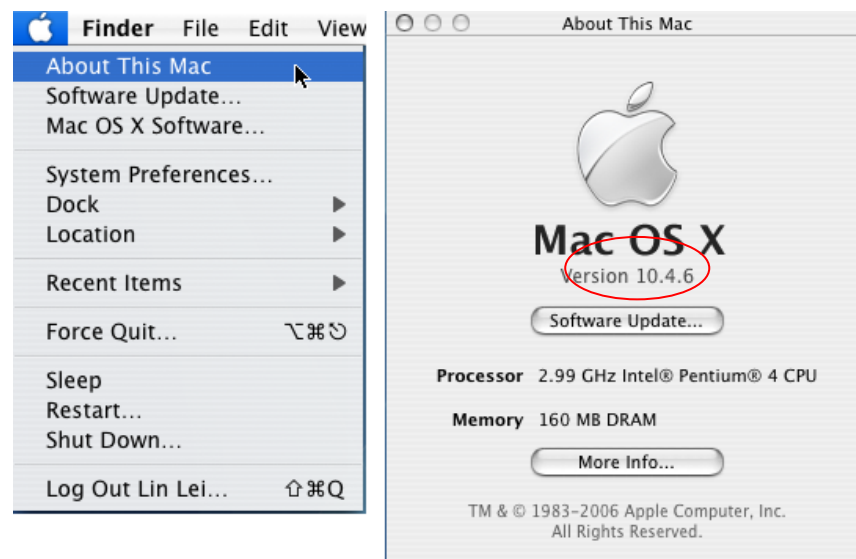 Finder File Edit View
About This Mac
Software Update...
Mac OS X Software...
System Preferences...
Dock
Location
Recent Items
Force Quit... ⌥⌘⎋
Sleep
Restart...
Shut Down...
Log Out Lin Lei... ⇧⌘Q
About This Mac
Mac OS X
Version 10.4.6
Software Update...
Processor 2.99 GHz Intel® Pentium® 4 CPU
Memory 160 MB DRAM
More Info...
TM & © 1983–2006 Apple Computer, Inc.
All Rights Reserved.